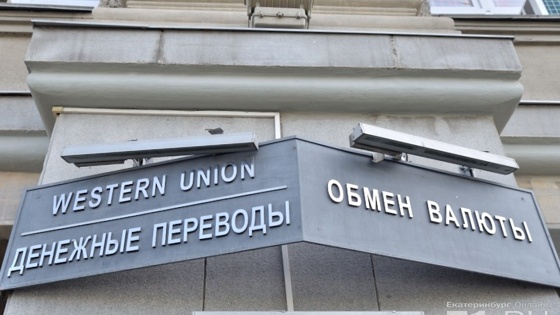 WESTERN UNION
ДЕНЕЖНЫЕ ПЕРЕВОДЫ
ОБМЕН ВАЛЮТЫ
Екатеринбург Онлайн